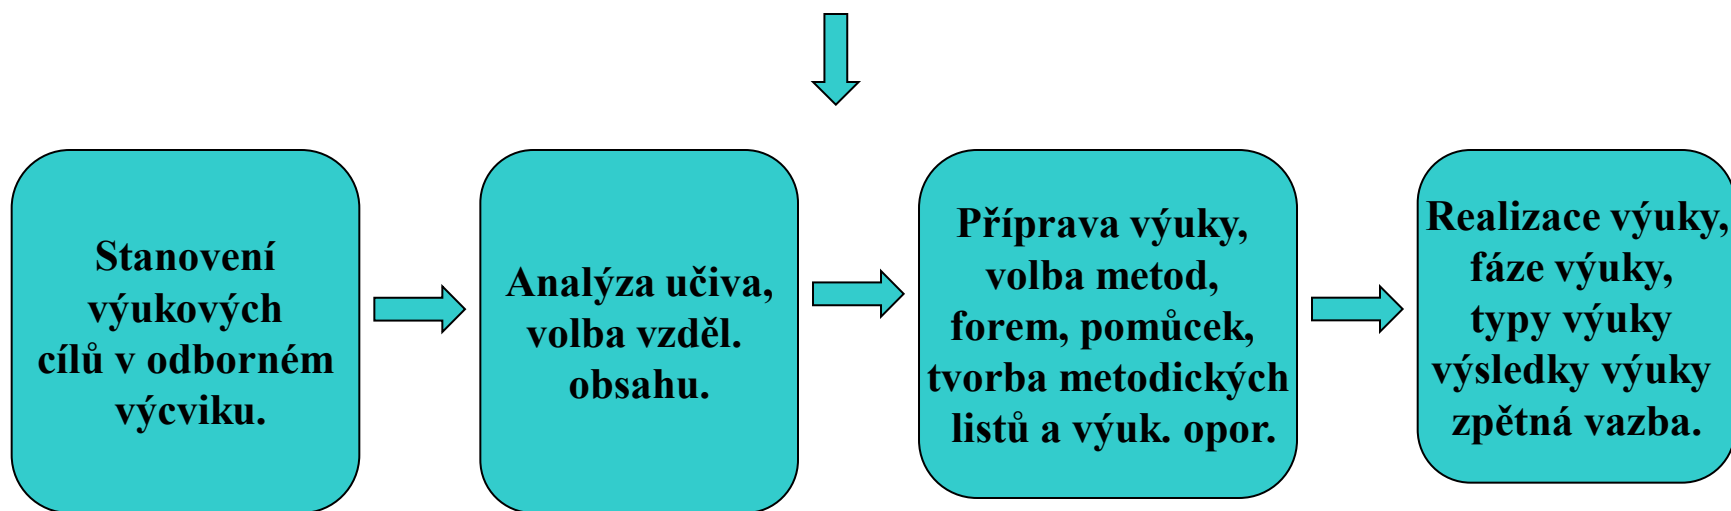 Stanovení
výukových
cílů v odborném
výcviku.
Analýza učiva,
volba vzděl.
obsahu.
Příprava výuky,
volba metod,
forem, pomůcek,
tvorba metodických
listů a výuk. opor.
Realizace výuky,
fáze výuky,
typy výuky
výsledky výuky
zpětná vazba.